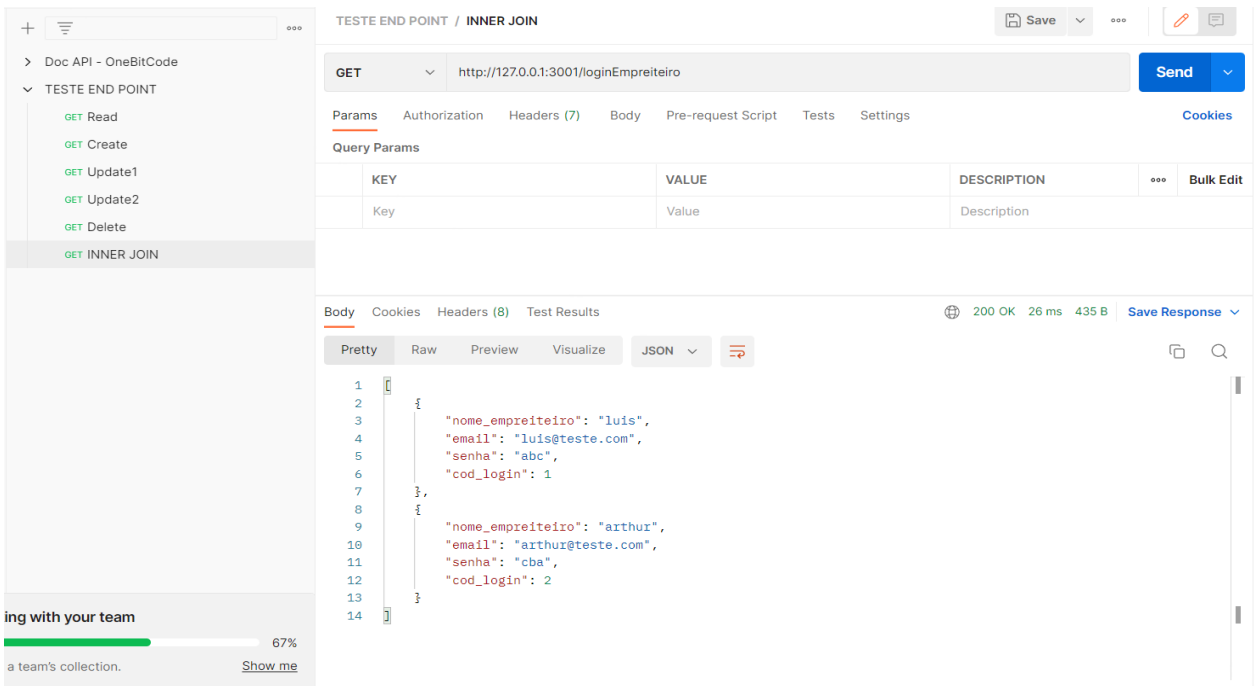 TESTE END POINT / INNER JOIN
Save
Doc API - OneBitCode
TESTE END POINT
GET Read
GET Create
GET Update1
GET Update2
GET Delete
GET INNER JOIN
ing with your team
67%
a team's collection. Show me
GET http://127.0.0.1:3001/loginEmpreiteiro Send
Params Authorization Headers (7) Body Pre-request Script Tests Settings Cookies
Query Params
KEY VALUE DESCRIPTION Bulk Edit
Key Value Description
Body Cookies Headers (8) Test Results 200 OK 26 ms 435 B Save Response
Pretty Raw Preview Visualize JSON
1 [
2 {
3 "nome_empreiteiro": "luis",
4 "email": "luis@teste.com",
5 "senha": "abc",
6 "cod_login": 1
7 },
8 {
9 "nome_empreiteiro": "arthur",
10 "email": "arthur@teste.com",
11 "senha": "cba",
12 "cod_login": 2
13 }
14 ]